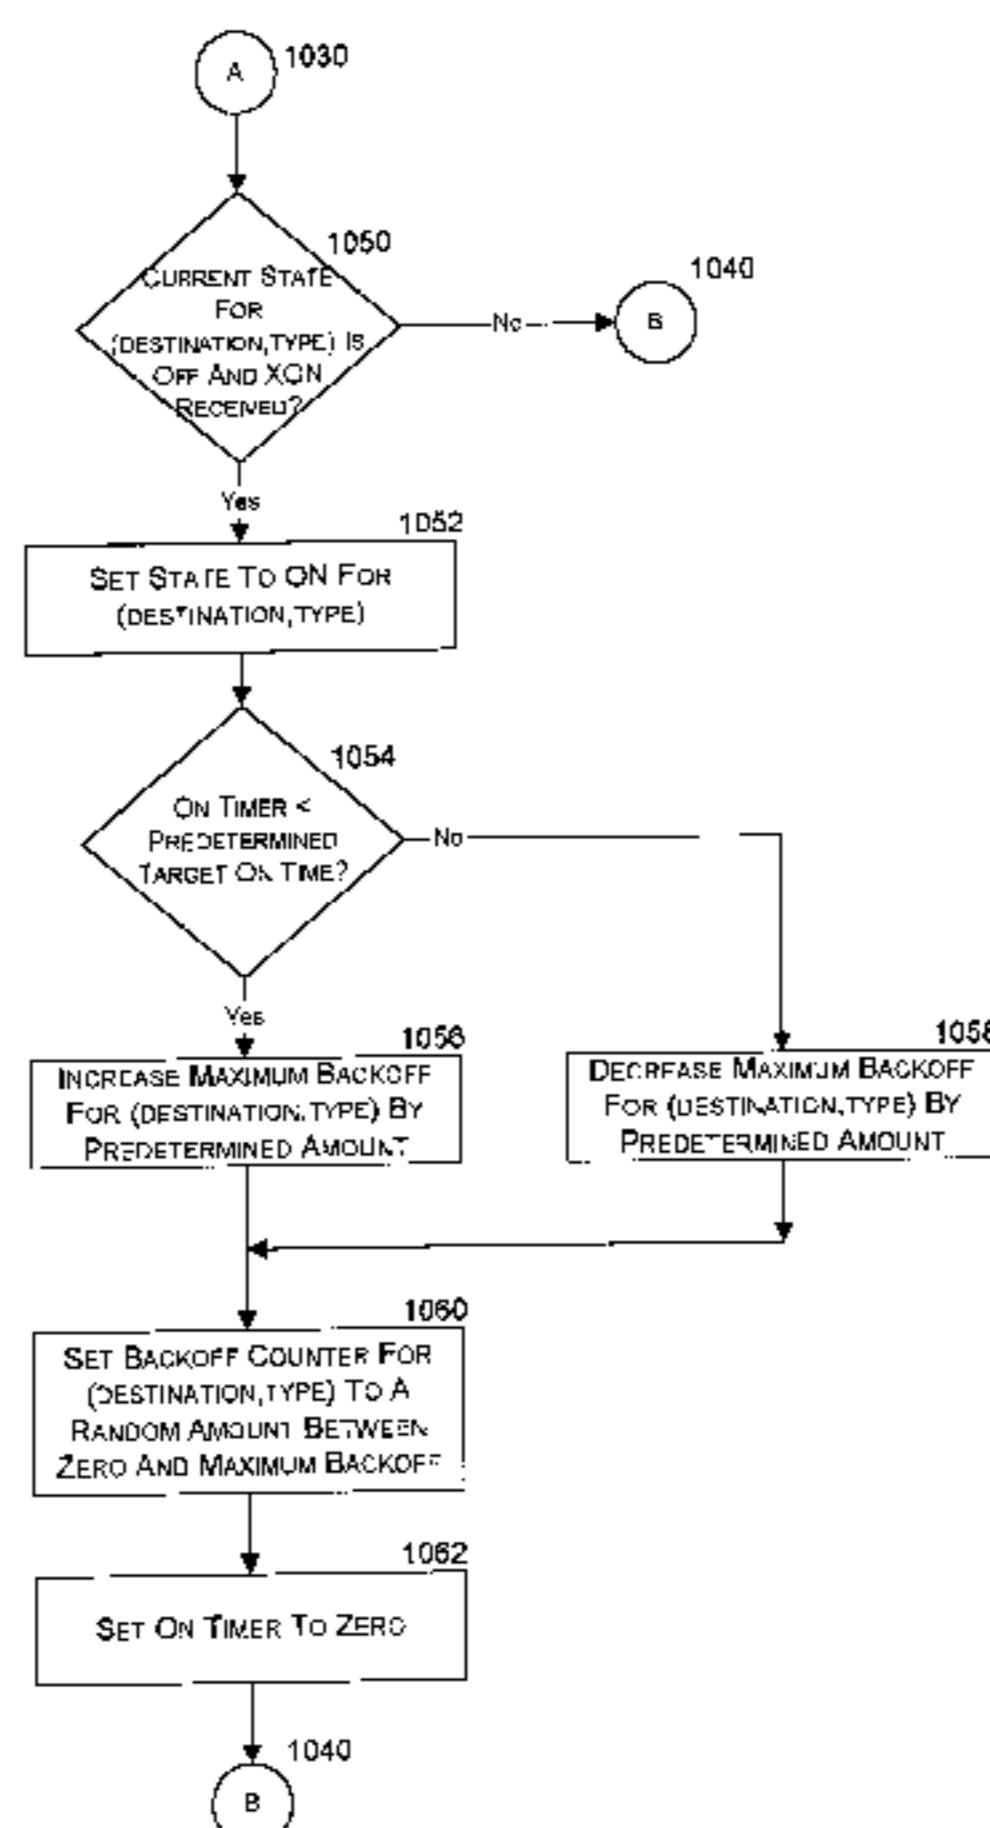 A
1030
1050
CURRENT STATE
FOR
(DESTINATION,TYPE) IS
OFF AND XON
RECEIVED?
No
1040
B
Yes
1052
SET STATE TO ON FOR
(DESTINATION,TYPE)
1054
ON TIMER <
PREDETERMINED
TARGET ON TIME?
No
Yes
1056
INCREASE MAXIMUM BACKOFF
FOR (DESTINATION,TYPE) BY
PREDETERMINED AMOUNT
1058
DECREASE MAXIMUM BACKOFF
FOR (DESTINATION,TYPE) BY
PREDETERMINED AMOUNT
1060
SET BACKOFF COUNTER FOR
(DESTINATION,TYPE) TO A
RANDOM AMOUNT BETWEEN
ZERO AND MAXIMUM BACKOFF
1062
SET ON TIMER TO ZERO
1040
B